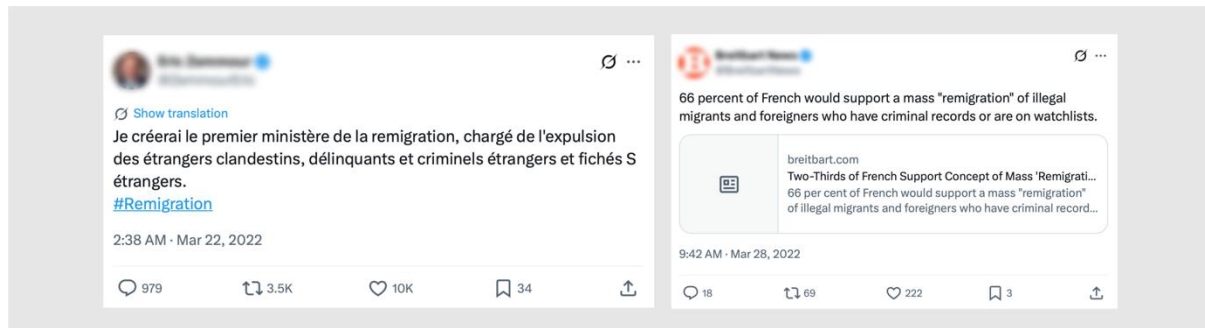 Show translation
Je créerai le premier ministère de la remigration, chargé de l'expulsion
des étrangers clandestins, délinquants et criminels étrangers et fichés S
étrangers.
#Remigration
2:38 AM · Mar 22, 2022
979 3.5K 10K 34
66 percent of French would support a mass "remigration" of illegal
migrants and foreigners who have criminal records or are on watchlists.
breitbart.com
Two-Thirds of French Support Concept of Mass 'Remigrati...
66 per cent of French would support a mass "remigration"
of illegal migrants and foreigners who have criminal record...
9:42 AM · Mar 28, 2022
18 69 222 3